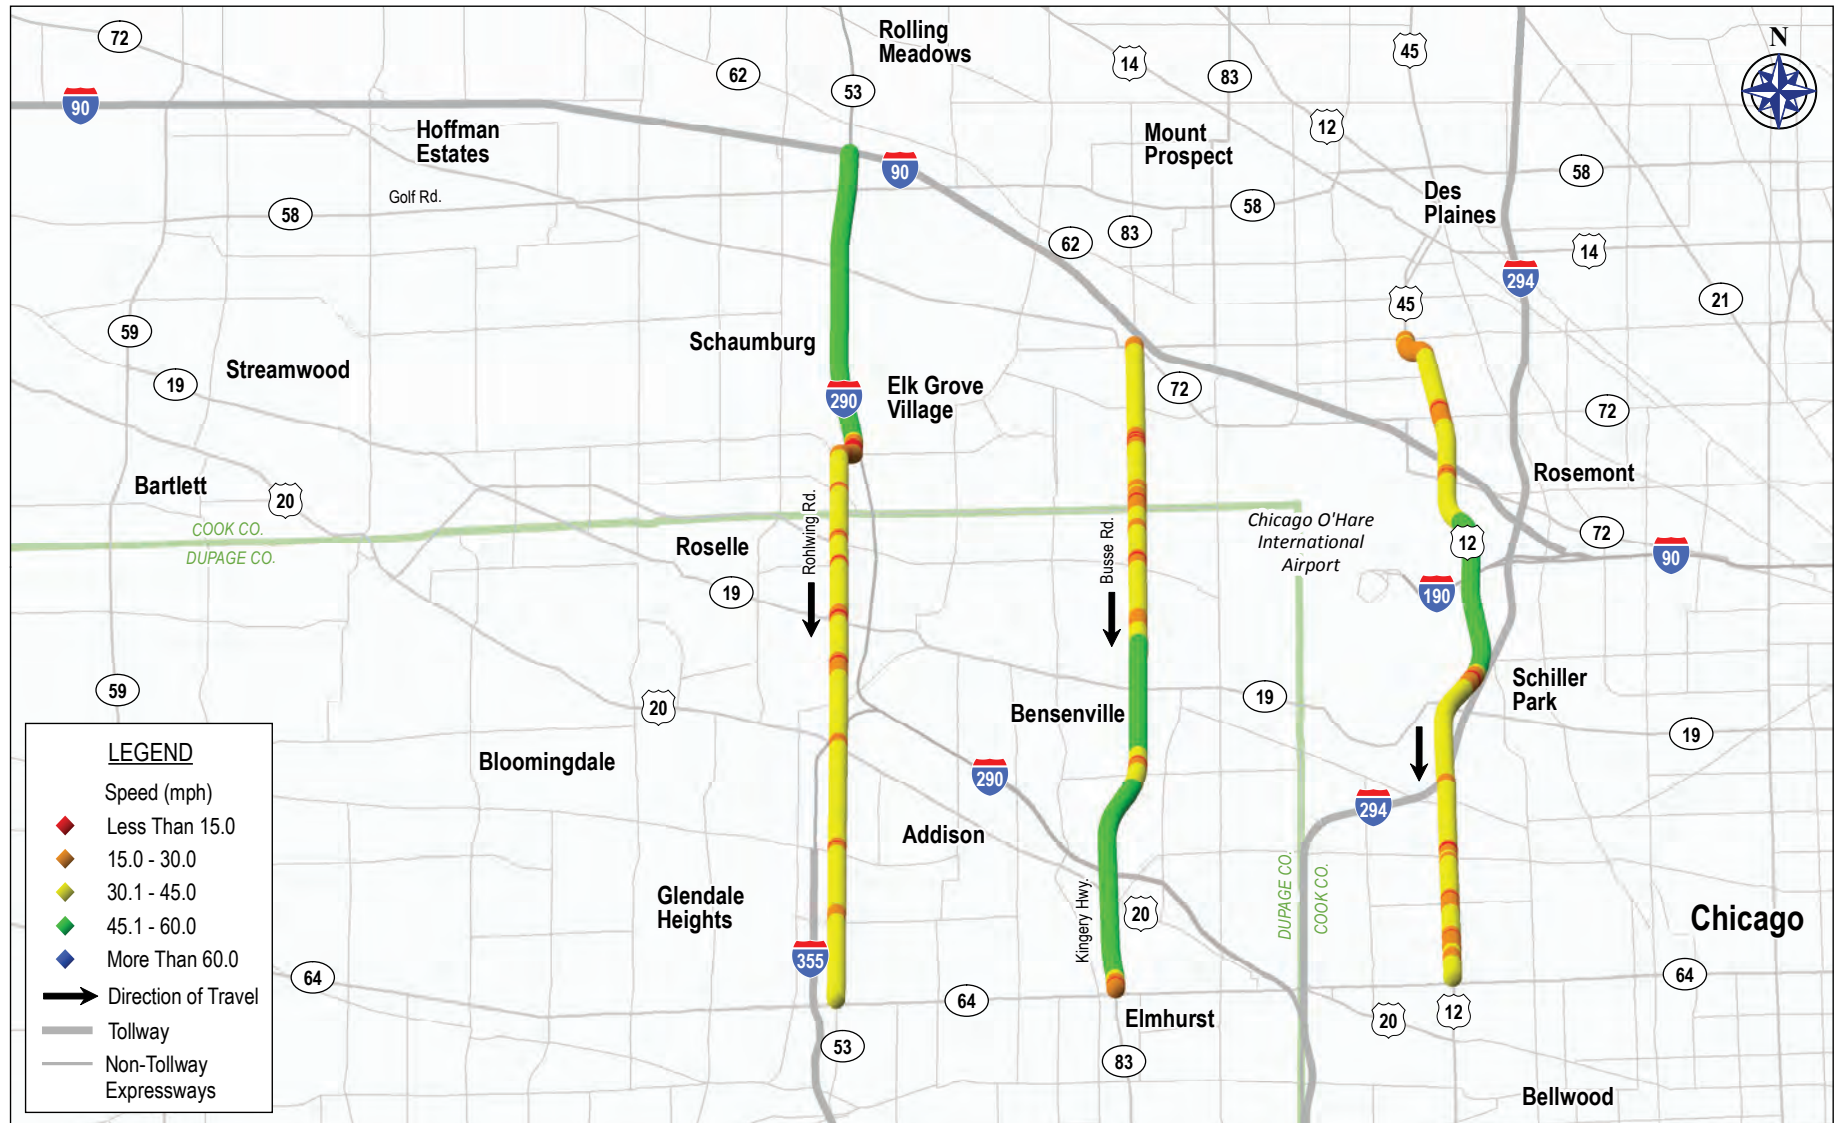 72
Rolling
Meadows
14
45
N
62
83
53
90
12
Hoffman
Estates
Mount
Prospect
90
58
Golf Rd.
Des
Plaines
58
58
83
62
14
294
45
21
59
Schaumburg
Streamwood
19
290
Elk Grove
Village
72
72
Rosemont
Bartlett
20
COOK CO.
DUPAGE CO.
Rohlwing Rd.
Roselle
Busse Rd.
Chicago O'Hare
International
Airport
12
72
90
19
190
59
20
Schiller
Park
19
Bensenville
19
Bloomingdale
290
294
Addison
DUPAGE CO.
COOK CO.
Glendale
Heights
Kingery Hwy.
20
Chicago
355
64
64
64
Elmhurst
20
12
53
83
Bellwood
LEGEND
Speed (mph)
Less Than 15.0
15.0 - 30.0
30.1 - 45.0
45.1 - 60.0
More Than 60.0
Direction of Travel
Tollway
Non-Tollway
Expressways